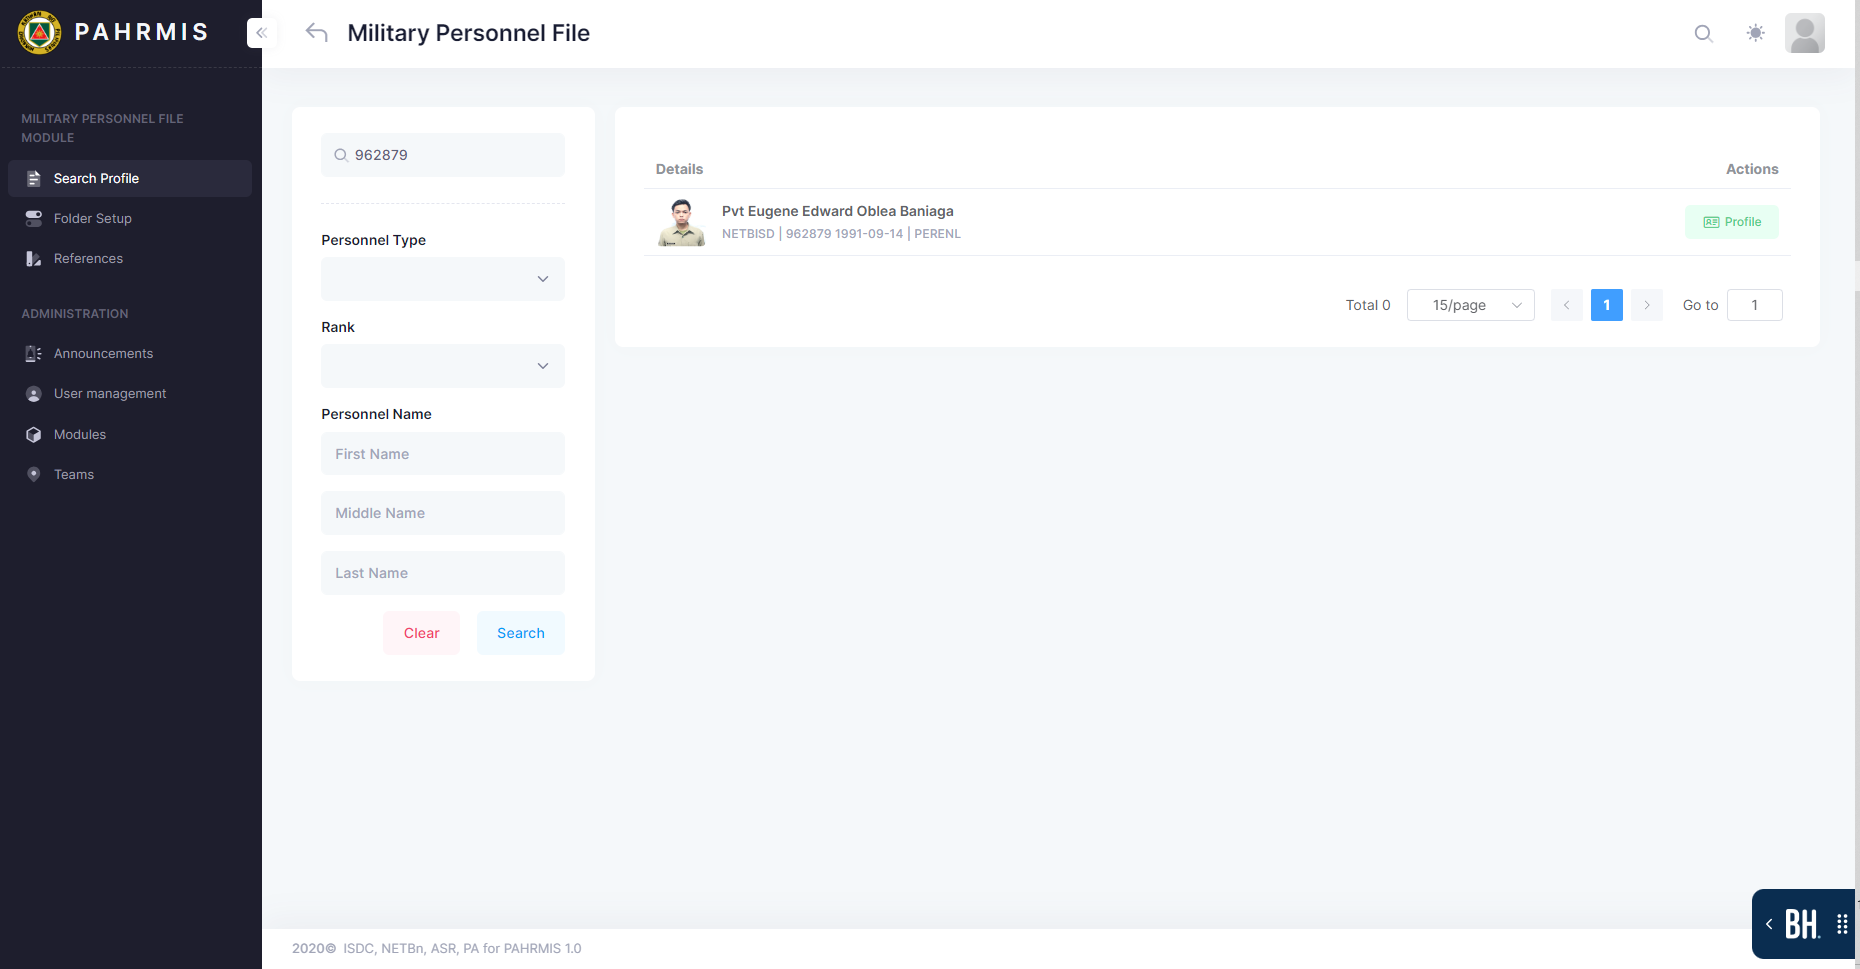 PAHRMIS
Military Personnel File
MILITARY PERSONNEL FILE
MODULE
Search Profile
Folder Setup
References
ADMINISTRATION
Announcements
User management
Modules
Teams
962879
Personnel Type
Rank
Personnel Name
First Name
Middle Name
Last Name
Clear
Search
Details
Actions
Pvt Eugene Edward Oblea Baniaga
NETBISD | 962879 1991-09-14 | PERENL
Profile
Total 0
15/page
1
Go to
1
BH.
2020© ISDC, NETBn, ASR, PA for PAHRMIS 1.0